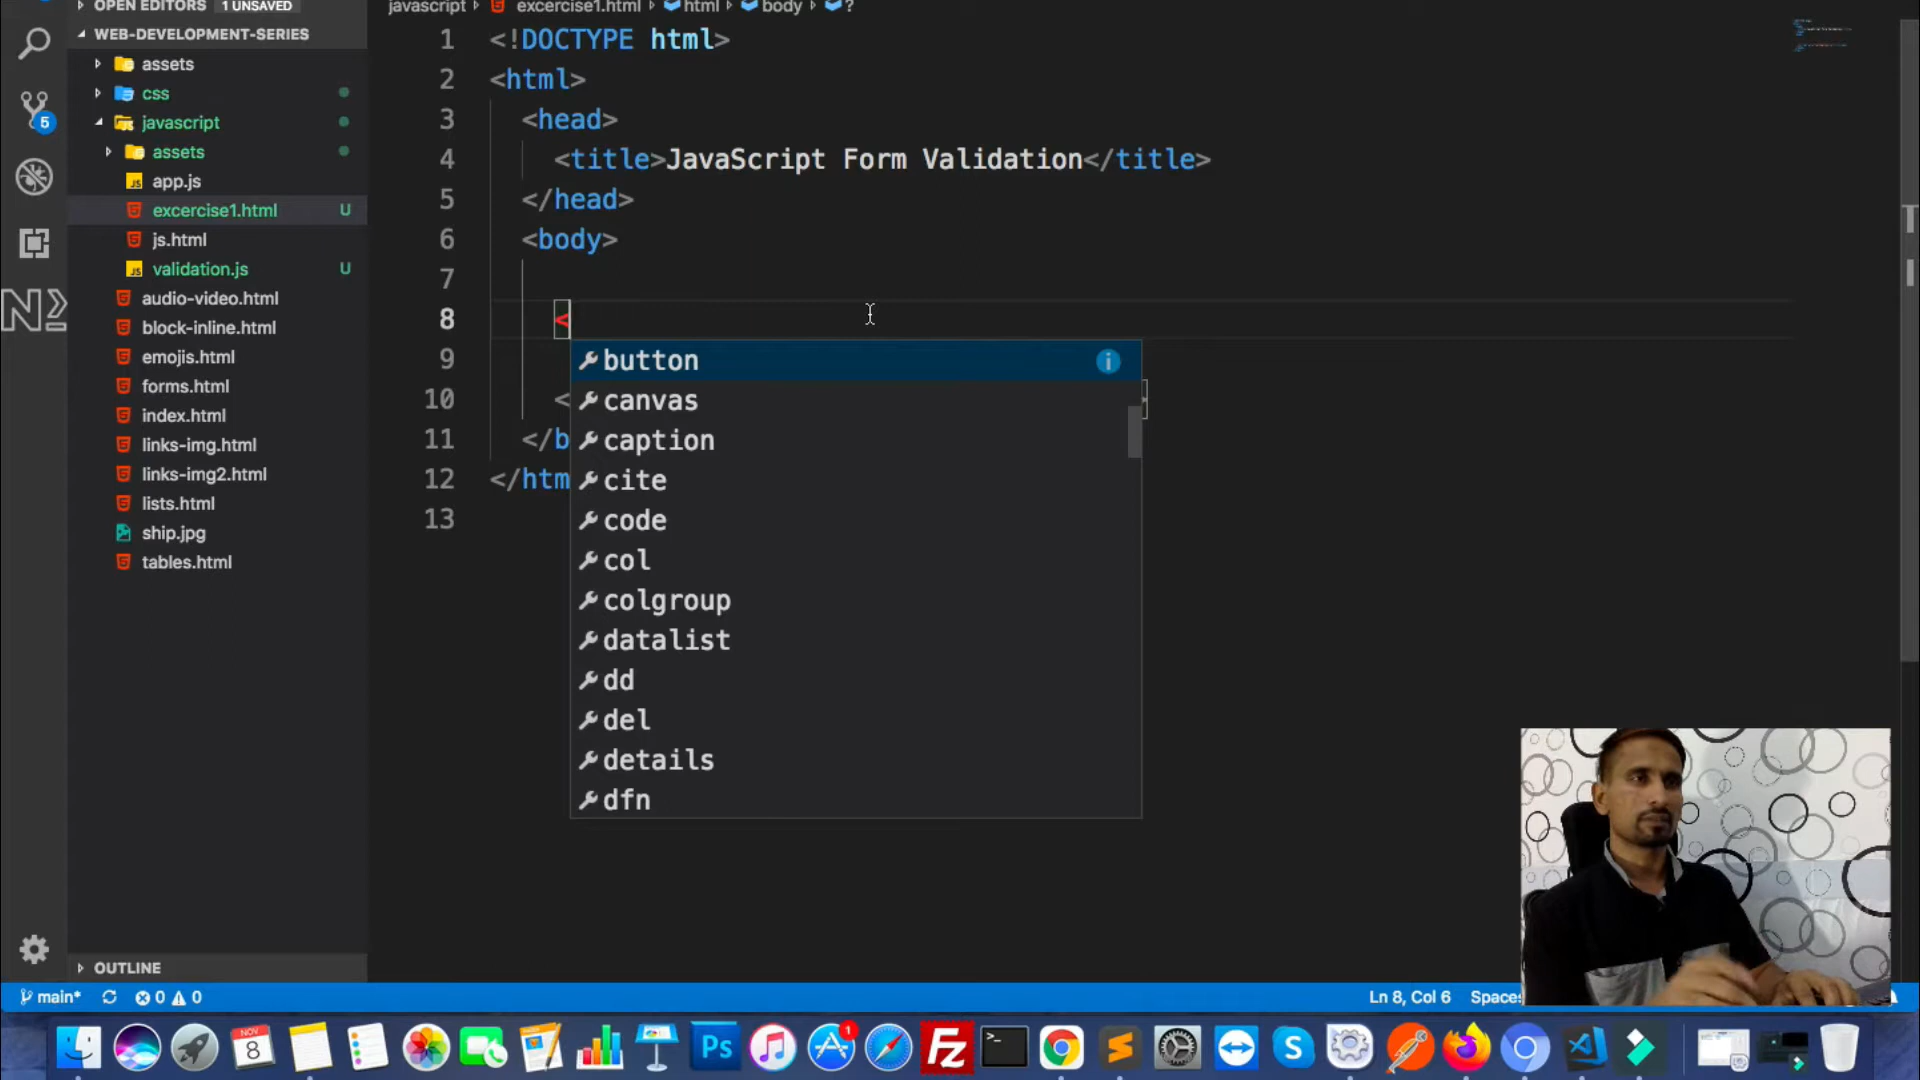 OPEN EDITORS 1 UNSAVED
WEB-DEVELOPMENT-SERIES
assets
css
javascript
assets
app.js
excercise1.html U
js.html
validation.js U
audio-video.html
block-inline.html
emojis.html
forms.html
index.html
links-img.html
links-img2.html
lists.html
ship.jpg
tables.html
OUTLINE
5
javascript excercise1.html html body ?
1 <!DOCTYPE html>
2 <html>
3 <head>
4 <title>JavaScript Form Validation</title>
5 </head>
6 <body>
7
8 <
9
10 <
11 </b
12 </htm
13
button
canvas
caption
cite
code
col
colgroup
datalist
dd
del
details
dfn
main* 0 0 Ln 8, Col 6 Spaces
NOV
8
Ps
1
Fz
>_
S